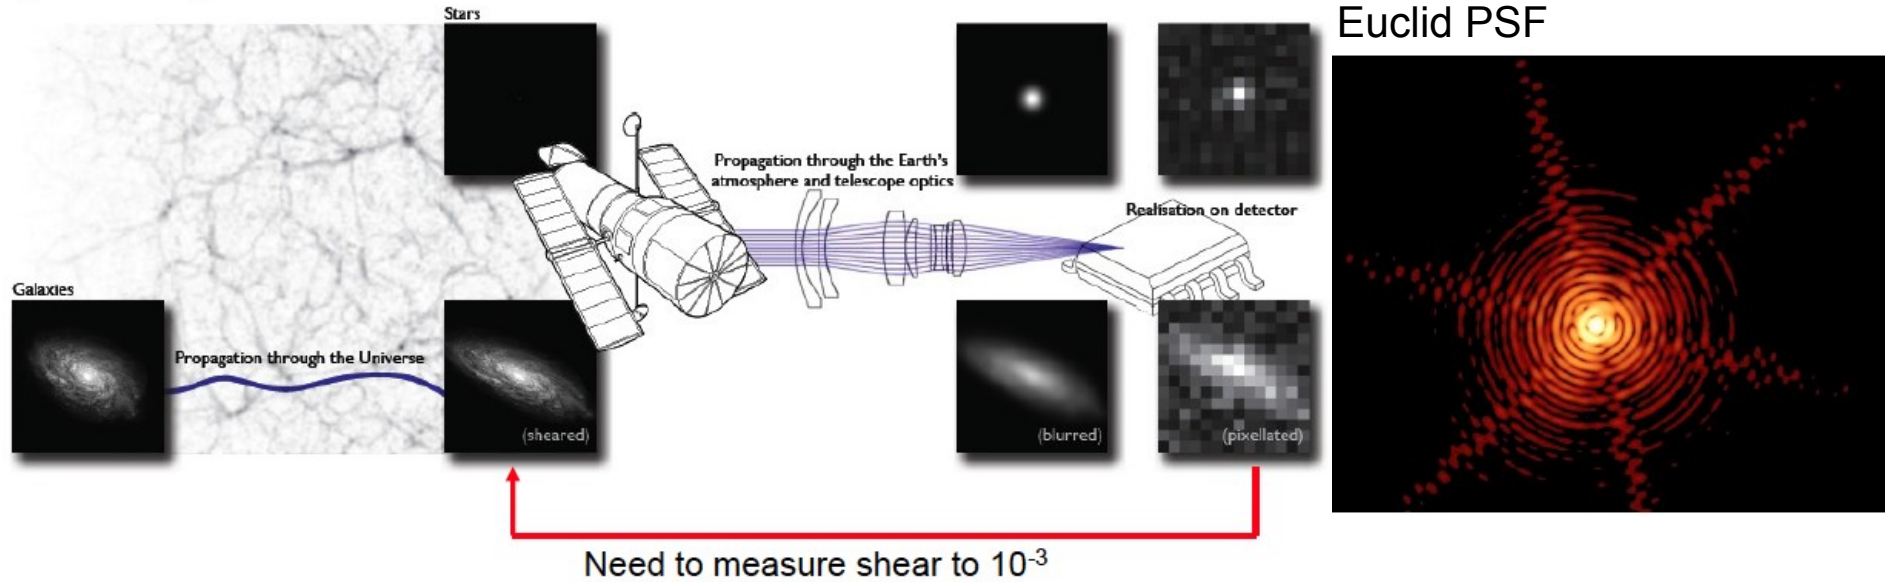 Stars
Euclid PSF
Propagation through the Earth's
atmosphere and telescope optics
Realisation on detector
Galaxies
Propagation through the Universe
(sheared)
(blurred)
(pixellated)
Need to measure shear to 10⁻³